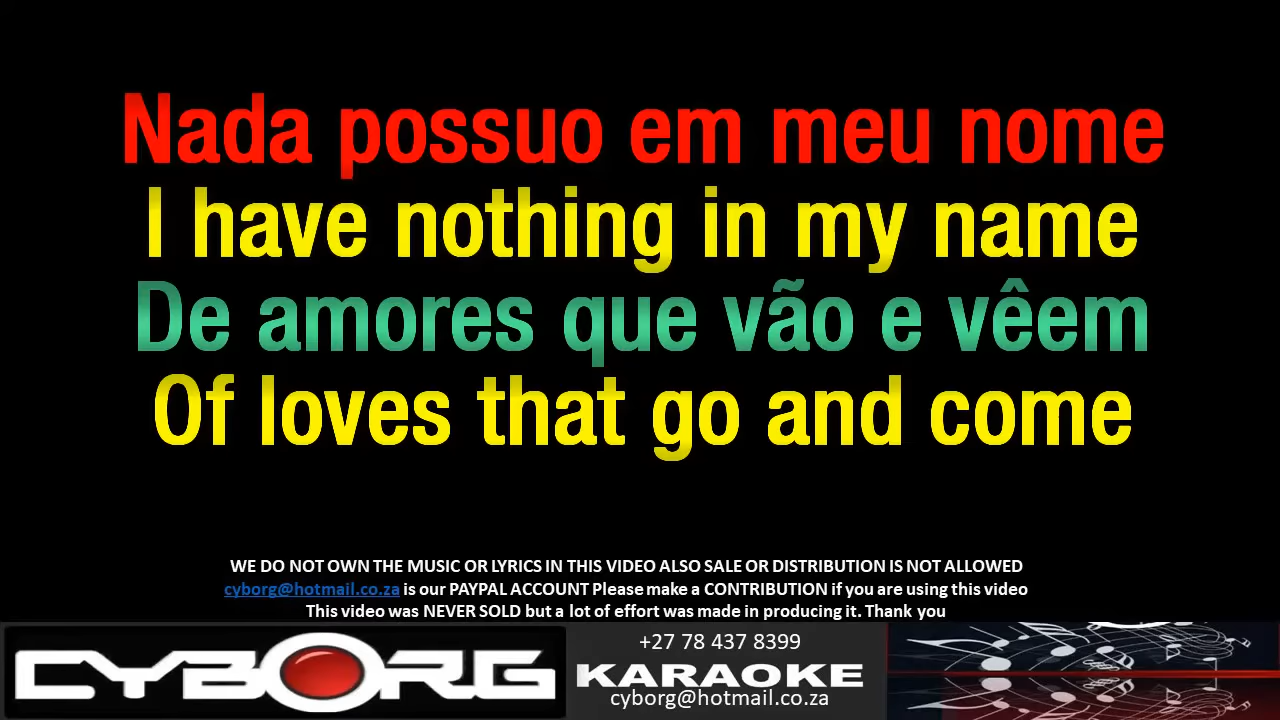 Nada possuo em meu nome
I have nothing in my name
De amores que vão e vêem
Of loves that go and come
WE DO NOT OWN THE MUSIC OR LYRICS IN THIS VIDEO ALSO SALE OR DISTRIBUTION IS NOT ALLOWED
cyborg@hotmail.co.za is our PAYPAL ACCOUNT Please make a CONTRIBUTION if you are using this video
This video was NEVER SOLD but a lot of effort was made in producing it. Thank you
CYBORG
+27 78 437 8399
KARAOKE
cyborg@hotmail.co.za